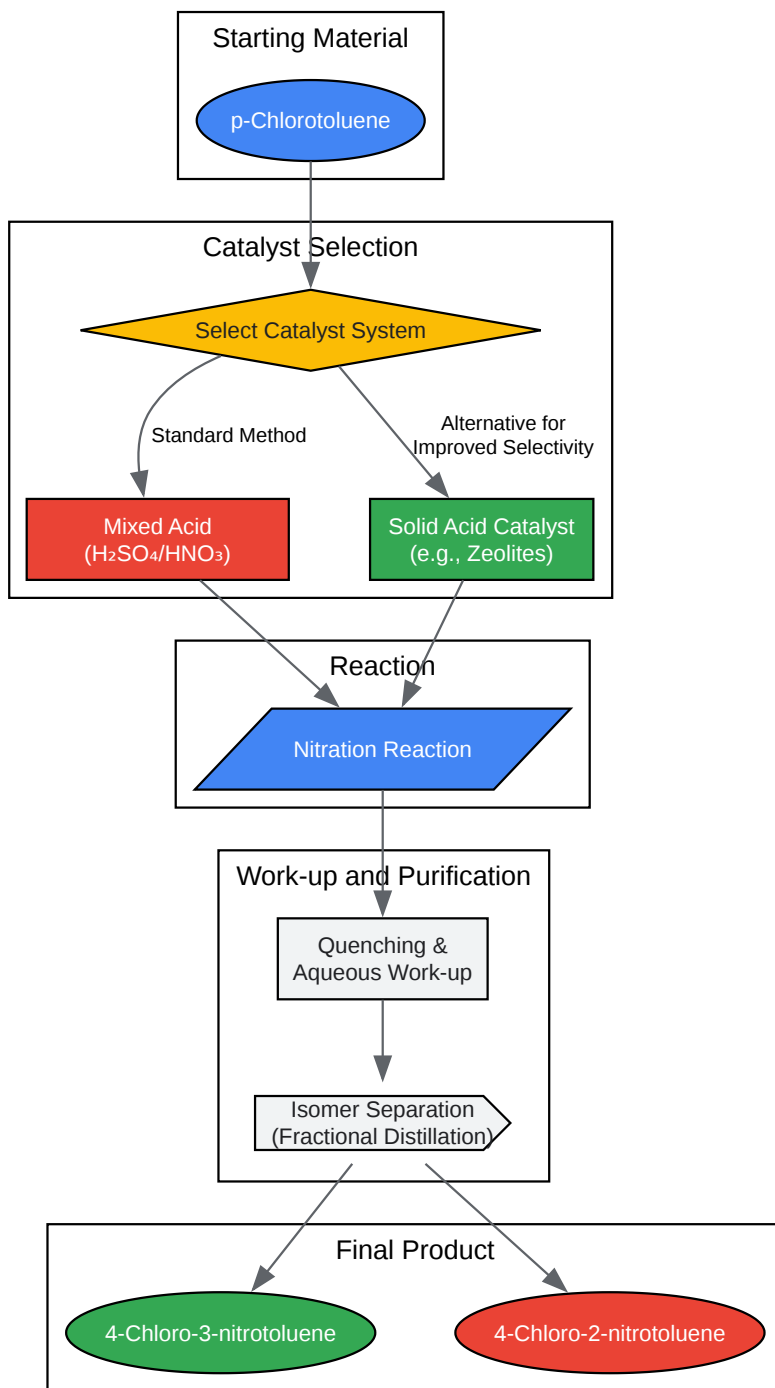 Starting Material
p-Chlorotoluene
Catalyst Selection
Select Catalyst System
Standard Method
Alternative for
Improved Selectivity
Mixed Acid
(H₂SO₄/HNO₃)
Solid Acid Catalyst
(e.g., Zeolites)
Reaction
Nitration Reaction
Work-up and Purification
Quenching &
Aqueous Work-up
Isomer Separation
(Fractional Distillation)
Final Product
4-Chloro-3-nitrotoluene
4-Chloro-2-nitrotoluene